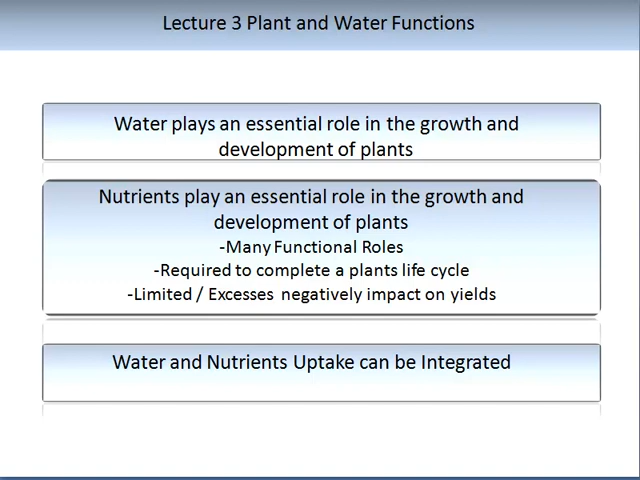 Lecture 3 Plant and Water Functions
Water plays an essential role in the growth and
development of plants
Nutrients play an essential role in the growth and
development of plants
-Many Functional Roles
-Required to complete a plants life cycle
-Limited / Excesses negatively impact on yields
Water and Nutrients Uptake can be Integrated